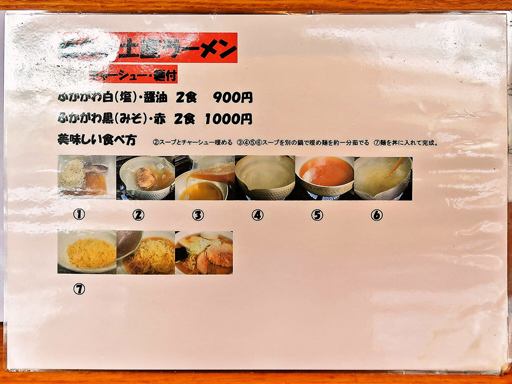 土産ラーメン
チャーシュー・麺付
ふかがわ白(塩)・醤油 2食 900円
ふかがわ黒(みそ)・赤 2食 1000円
美味しい食べ方 ②スープとチャーシュー埋める ③④⑤⑥スープを別の鍋で埋め麺を約一分茹でる ⑦麺を丼に入れて完成。
① ② ③ ④ ⑤ ⑥
⑦